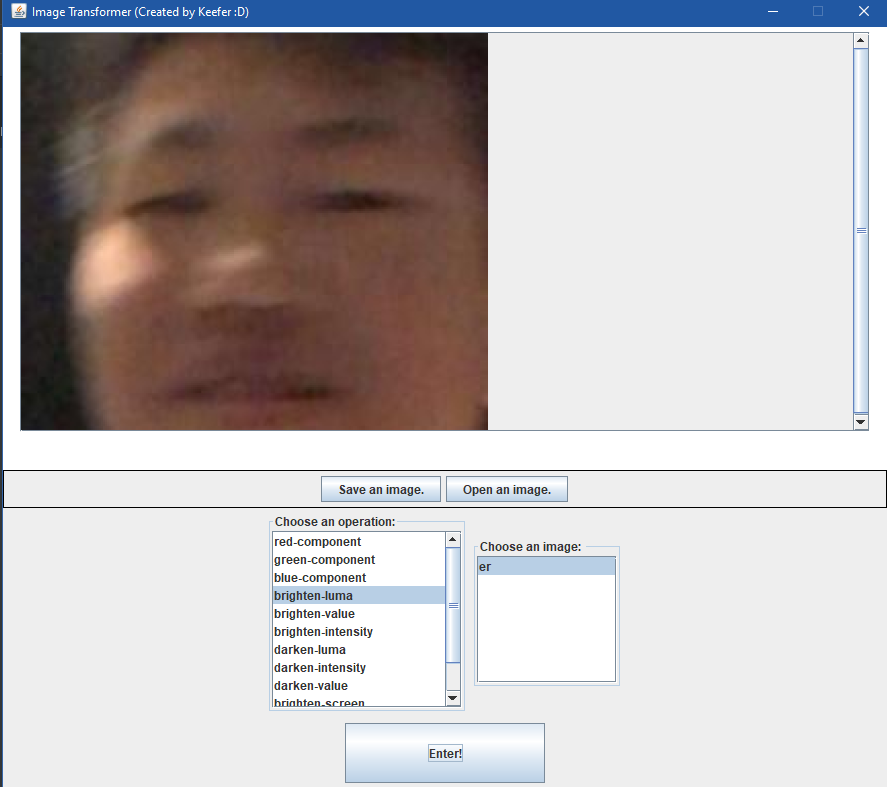 Image Transformer (Created by Keefer :D)
Save an image.
Open an image.
Choose an operation:
red-component
green-component
blue-component
brighten-luma
brighten-value
brighten-intensity
darken-luma
darken-intensity
darken-value
brighten-screen
Choose an image:
er
Enter!